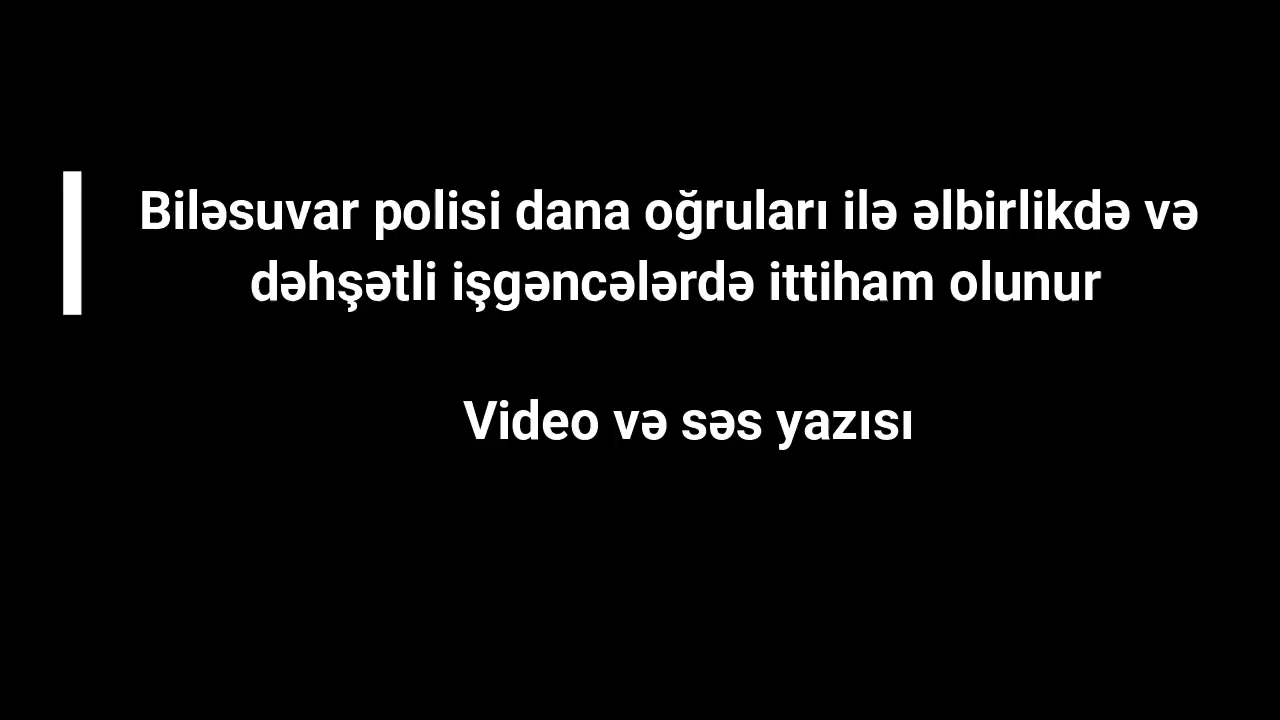 Biləsuvar polisi dana oğruları ilə əlbirlikdə və
dəhşətli işgəncələrdə ittiham olunur
Video və səs yazısı